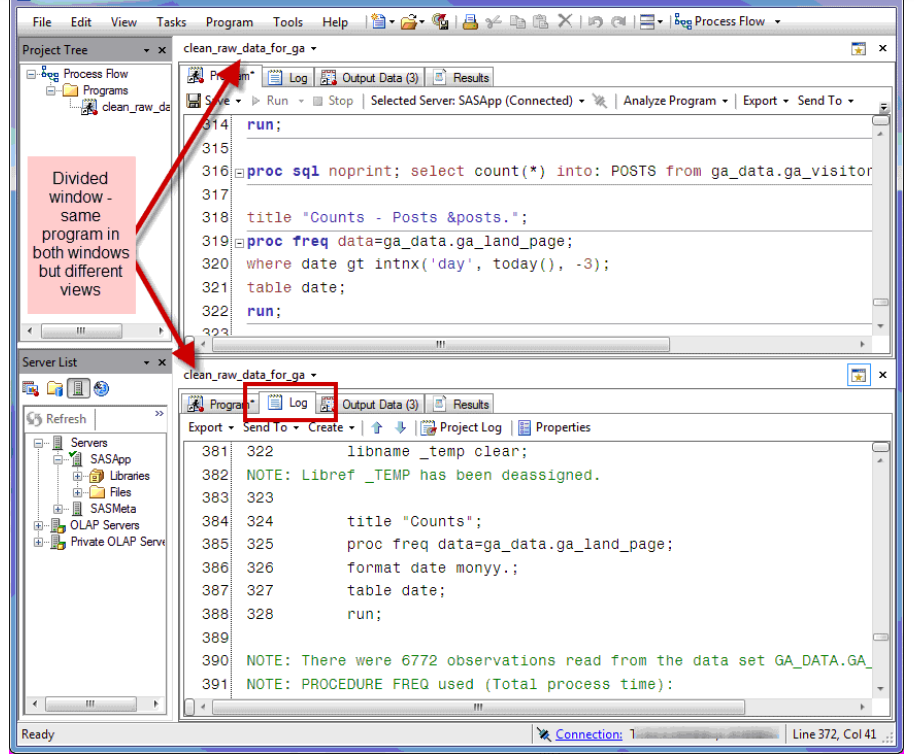 File Edit View Tasks Program Tools Help Process Flow
Project Tree
clean_raw_data_for_ga
Process Flow
Programs
clean_raw_da
Log Output Data (3) Results
Save Run Stop Selected Server: SASApp (Connected) Analyze Program Export Send To
314 run;
315
316 proc sql noprint; select count(*) into: POSTS from ga_data.ga_visitor
317
318 title "Counts - Posts &posts.";
319 proc freq data=ga_data.ga_land_page;
320 where date gt intnx('day', today(), -3);
321 table date;
322 run;
323
Divided
window -
same
program in
both windows
but different
views
Server List
Refresh
Servers
SASApp
Libraries
Files
SASMeta
OLAP Servers
Private OLAP Serve
clean_raw_data_for_ga
Program* Log Output Data (3) Results
Export Send To Create Project Log Properties
381 322 libname _temp clear;
382 NOTE: Libref _TEMP has been deassigned.
383 323
384 324 title "Counts";
385 325 proc freq data=ga_data.ga_land_page;
386 326 format date monyy.;
387 327 table date;
388 328 run;
389
390 NOTE: There were 6772 observations read from the data set GA_DATA.GA_
391 NOTE: PROCEDURE FREQ used (Total process time):
Ready
Connection:
Line 372, Col 41